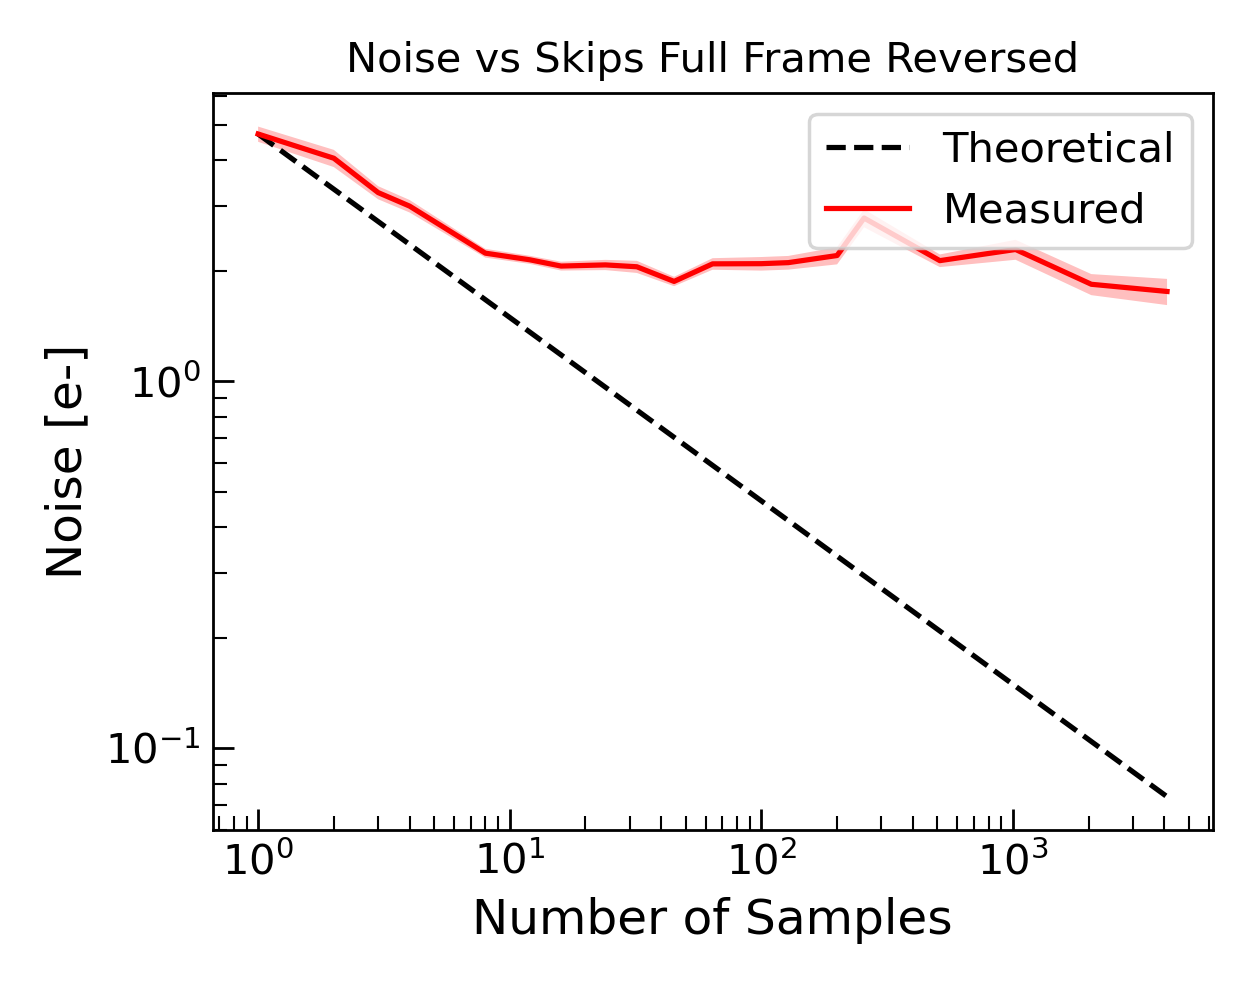 Noise vs Skips Full Frame Reversed
Theoretical
Measured
Noise [e-]
10⁰
10⁻¹
10⁰ 10¹ 10² 10³
Number of Samples